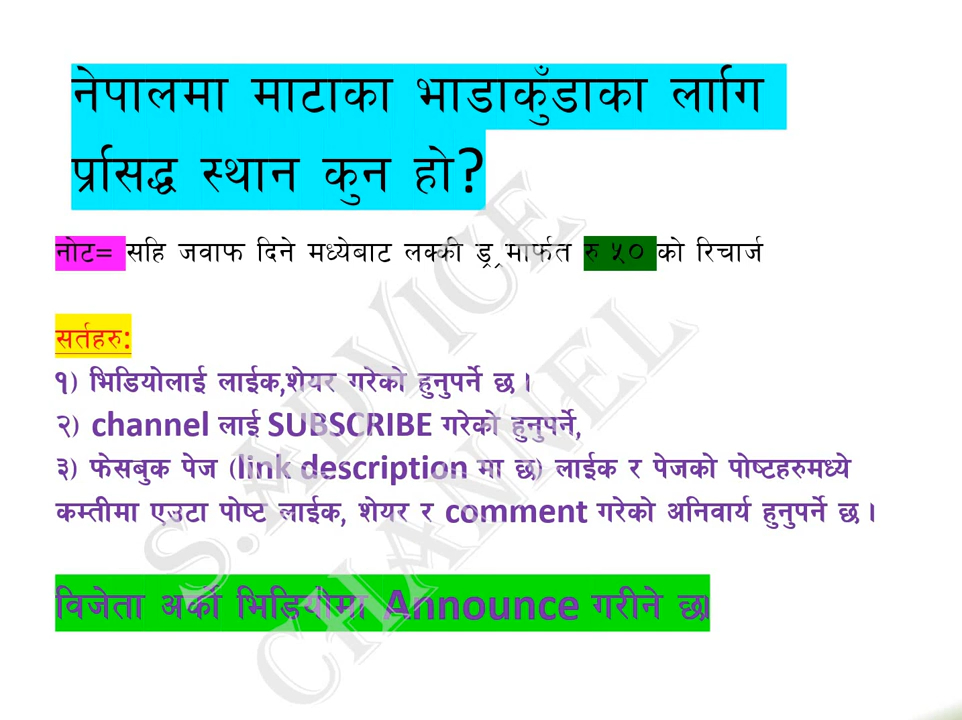 नेपालमा माटाका भाडाकुँडाका लागि
प्रसिद्ध स्थान कुन हो?
नोट= सहि जवाफ दिने मध्येबाट लक्की ड्र मार्फत रु ५० को रिचार्ज
सर्तहरु:
१) भिडियोलाई लाईक,शेयर गरेको हुनुपर्ने छ ।
२) channel लाई SUBSCRIBE गरेको हुनुपर्ने,
३) फेसबुक पेज (link description मा छ) लाईक र पेजको पोष्टहरुमध्ये
कम्तीमा एउटा पोष्ट लाईक, शेयर र comment गरेको अनिवार्य हुनुपर्ने छ ।
विजेता अर्को भिडियोमा Announce गरीने छ।
S.ADVICE
CHANNEL